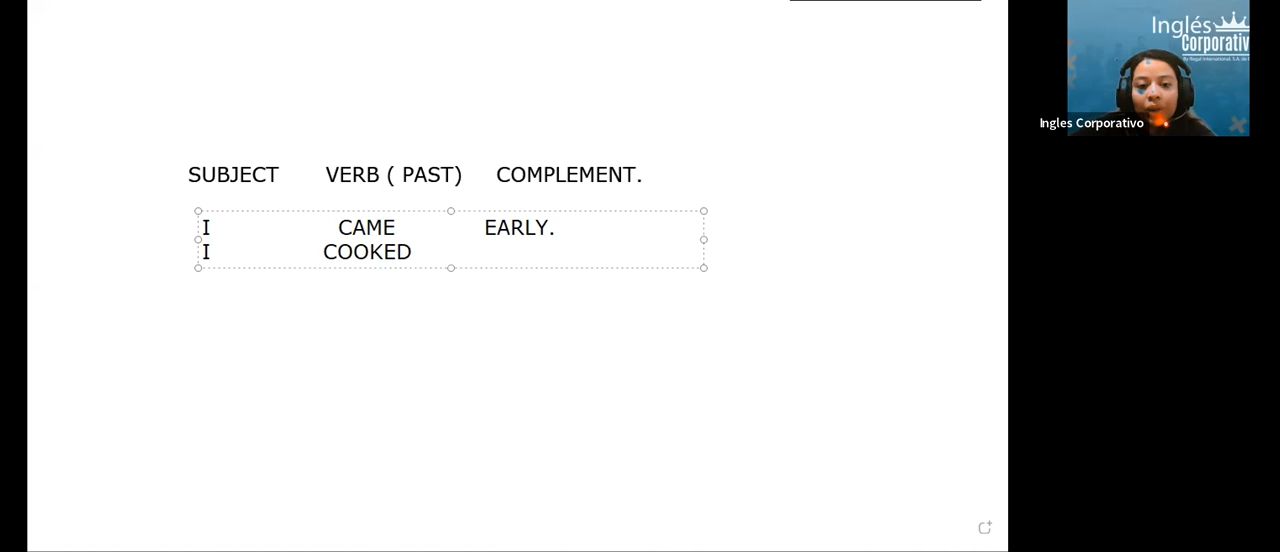 SUBJECT VERB ( PAST) COMPLEMENT.
I CAME EARLY.
I COOKED
Inglés
Corporativ
Ingles Corporativo